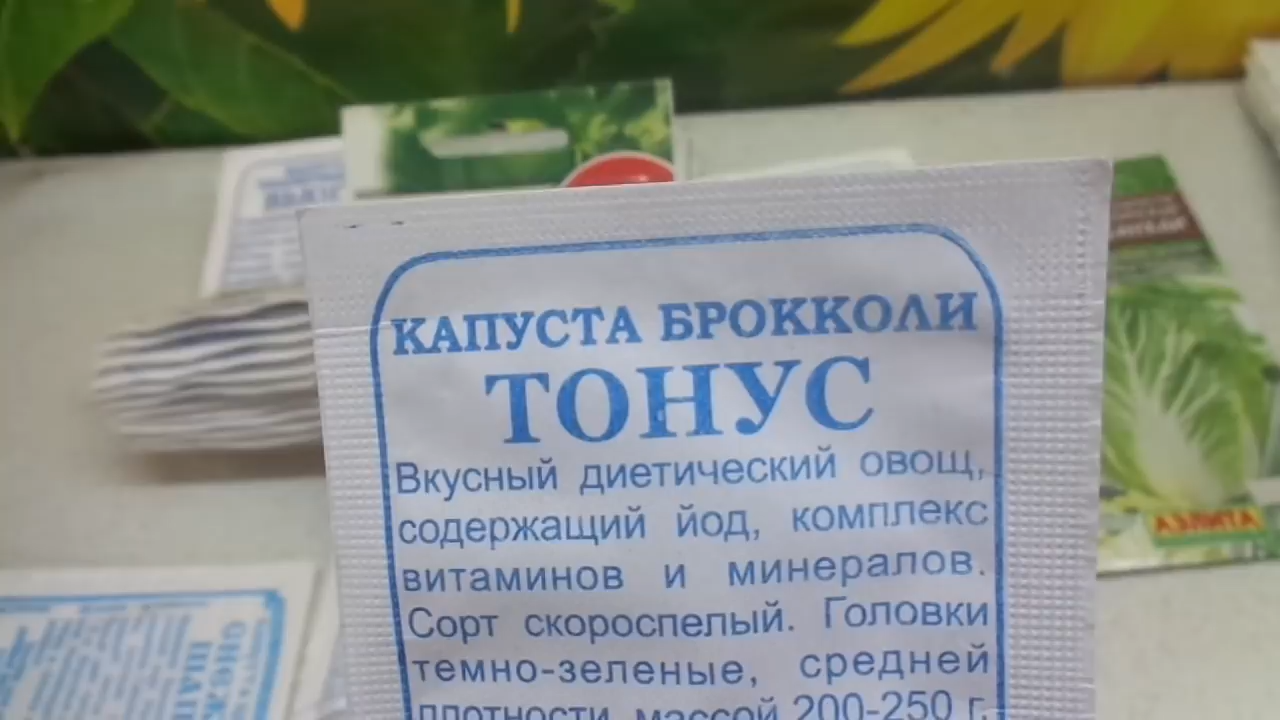 КАПУСТА БРОККОЛИ
ТОНУС
Вкусный диетический овощ,
содержащий йод, комплекс
витаминов и минералов.
Сорт скороспелый. Головки
темно-зеленые, средней
плотности, массой 200-250 г.
АЭЛИТА